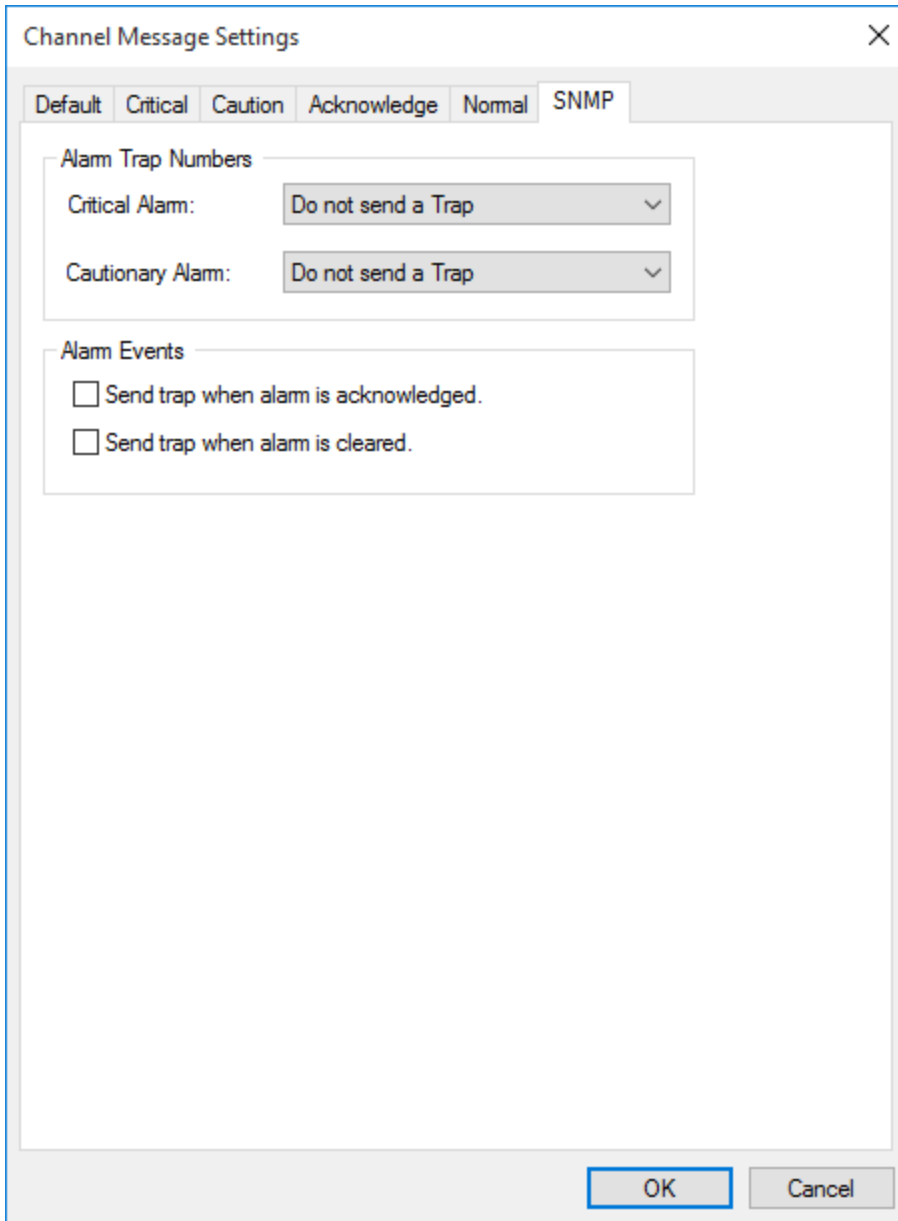 Channel Message Settings
Default Critical Caution Acknowledge Normal SNMP
Alarm Trap Numbers
Critical Alarm: Do not send a Trap
Cautionary Alarm: Do not send a Trap
Alarm Events
Send trap when alarm is acknowledged.
Send trap when alarm is cleared.
OK Cancel